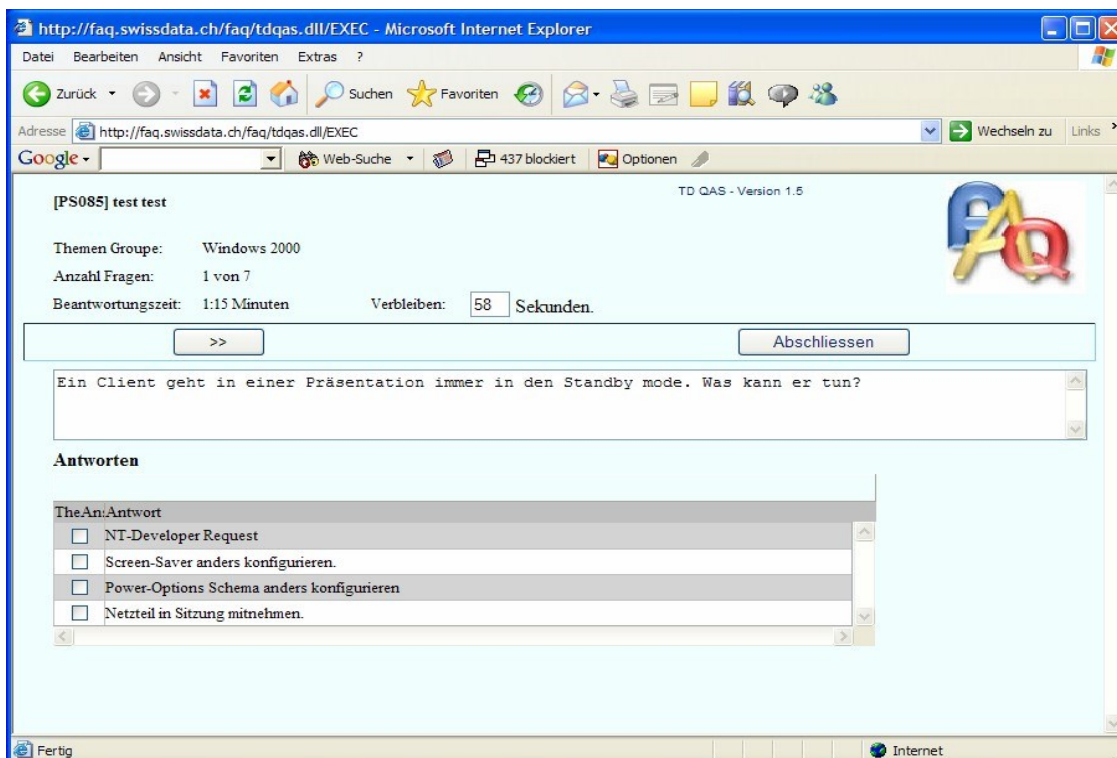 http://faq.swissdata.ch/faq/tdqas.dll/EXEC - Microsoft Internet Explorer
Datei Bearbeiten Ansicht Favoriten Extras ?
Zurück Suchen Favoriten
Adresse http://faq.swissdata.ch/faq/tdqas.dll/EXEC Wechseln zu Links
Google Web-Suche 437 blockiert Optionen
[PS085] test test TD QAS - Version 1.5
FAQ
Themen Groupe: Windows 2000
Anzahl Fragen: 1 von 7
Beantwortungszeit: 1:15 Minuten Verbleiben: 58 Sekunden.
>> Abschliessen
Ein Client geht in einer Präsentation immer in den Standby mode. Was kann er tun?
Antworten
TheAn: Antwort
NT-Developer Request
Screen-Saver anders konfigurieren.
Power-Options Schema anders konfigurieren
Netzteil in Sitzung mitnehmen.
Fertig Internet